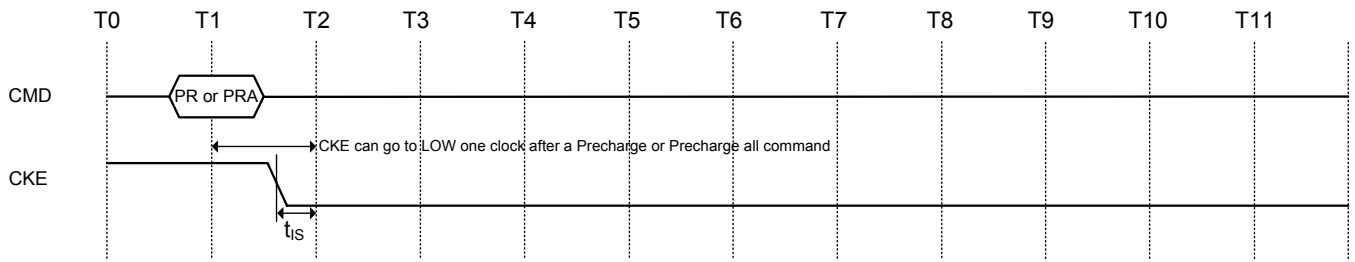 T0 T1 T2 T3 T4 T5 T6 T7 T8 T9 T10 T11
CMD PR or PRA
CKE can go to LOW one clock after a Precharge or Precharge all command
CKE
tIS